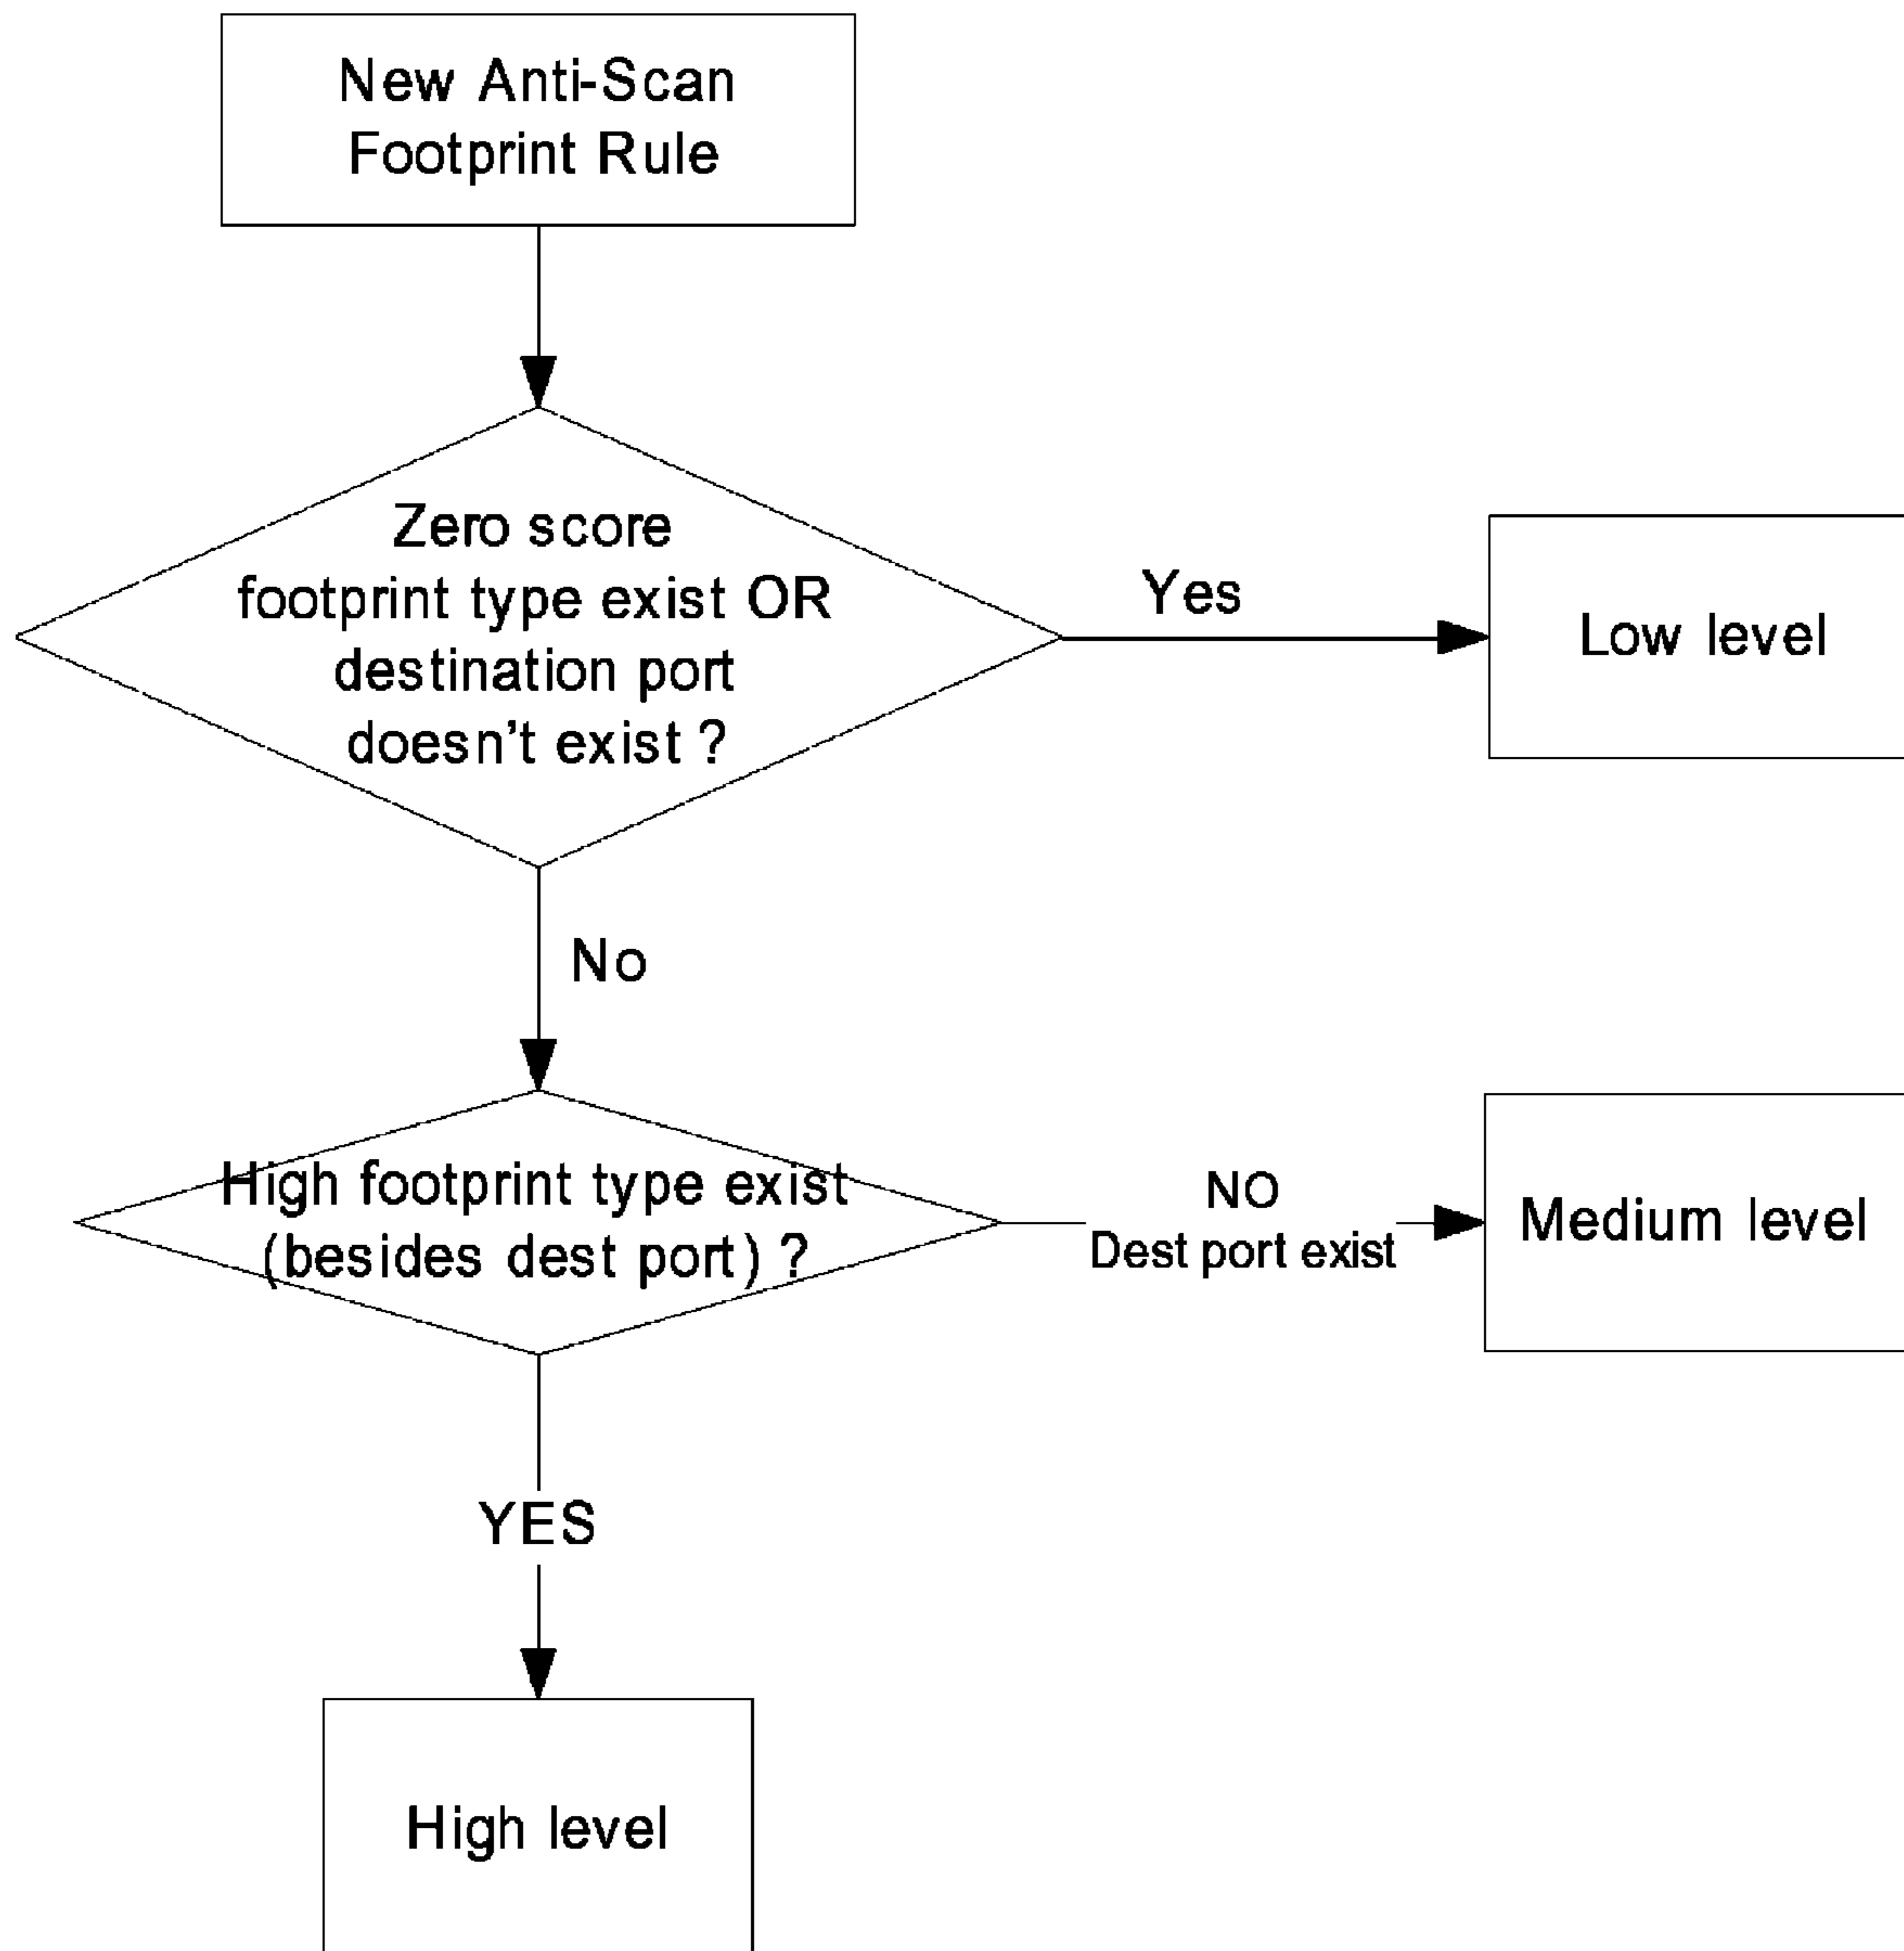 New Anti-Scan
Footprint Rule
Zero score
footprint type exist OR
destination port
doesn't exist ?
Yes
Low level
No
High footprint type exist
(besides dest port) ?
NO
Dest port exist
Medium level
YES
High level